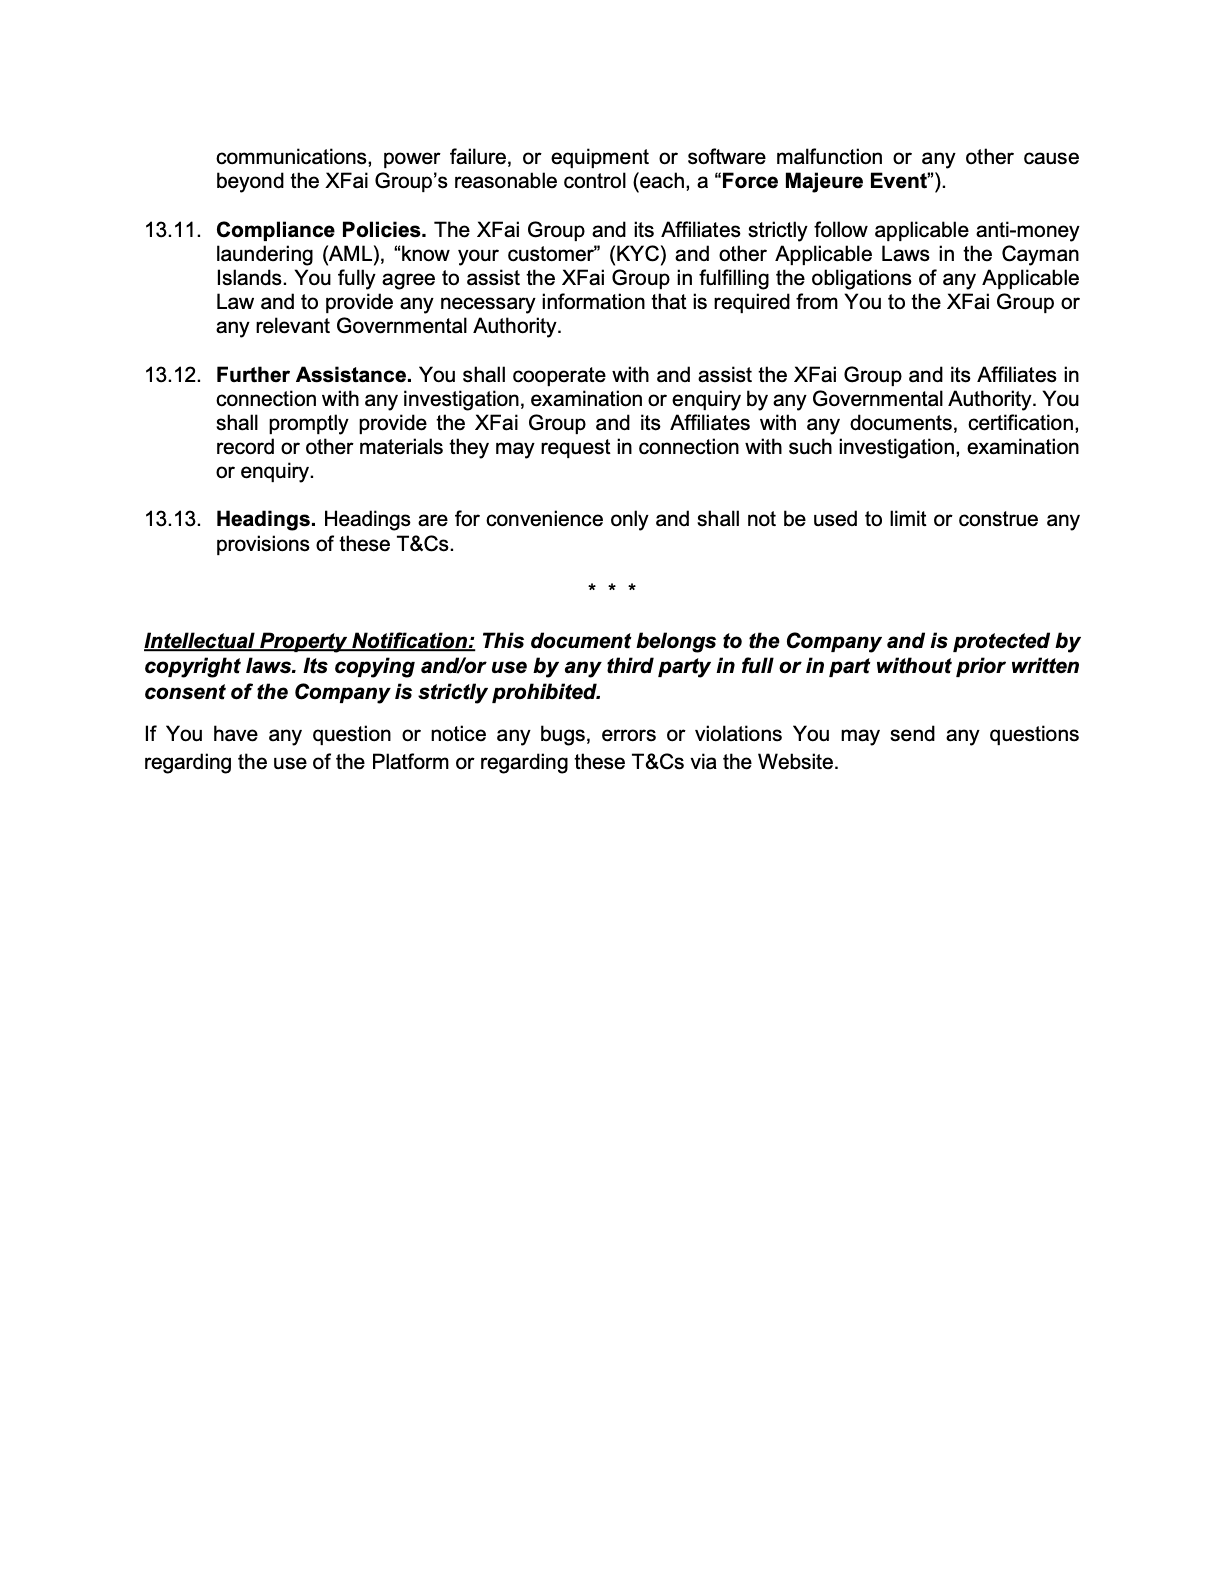 communications, power failure, or equipment or software malfunction or any other cause
beyond the XFai Group’s reasonable control (each, a “Force Majeure Event”).
13.11. Compliance Policies. The XFai Group and its Affiliates strictly follow applicable anti-money
laundering (AML), “know your customer” (KYC) and other Applicable Laws in the Cayman
Islands. You fully agree to assist the XFai Group in fulfilling the obligations of any Applicable
Law and to provide any necessary information that is required from You to the XFai Group or
any relevant Governmental Authority.
13.12. Further Assistance. You shall cooperate with and assist the XFai Group and its Affiliates in
connection with any investigation, examination or enquiry by any Governmental Authority. You
shall promptly provide the XFai Group and its Affiliates with any documents, certification,
record or other materials they may request in connection with such investigation, examination
or enquiry.
13.13. Headings. Headings are for convenience only and shall not be used to limit or construe any
provisions of these T&Cs.
* * *
Intellectual Property Notification: This document belongs to the Company and is protected by
copyright laws. Its copying and/or use by any third party in full or in part without prior written
consent of the Company is strictly prohibited.
If You have any question or notice any bugs, errors or violations You may send any questions
regarding the use of the Platform or regarding these T&Cs via the Website.